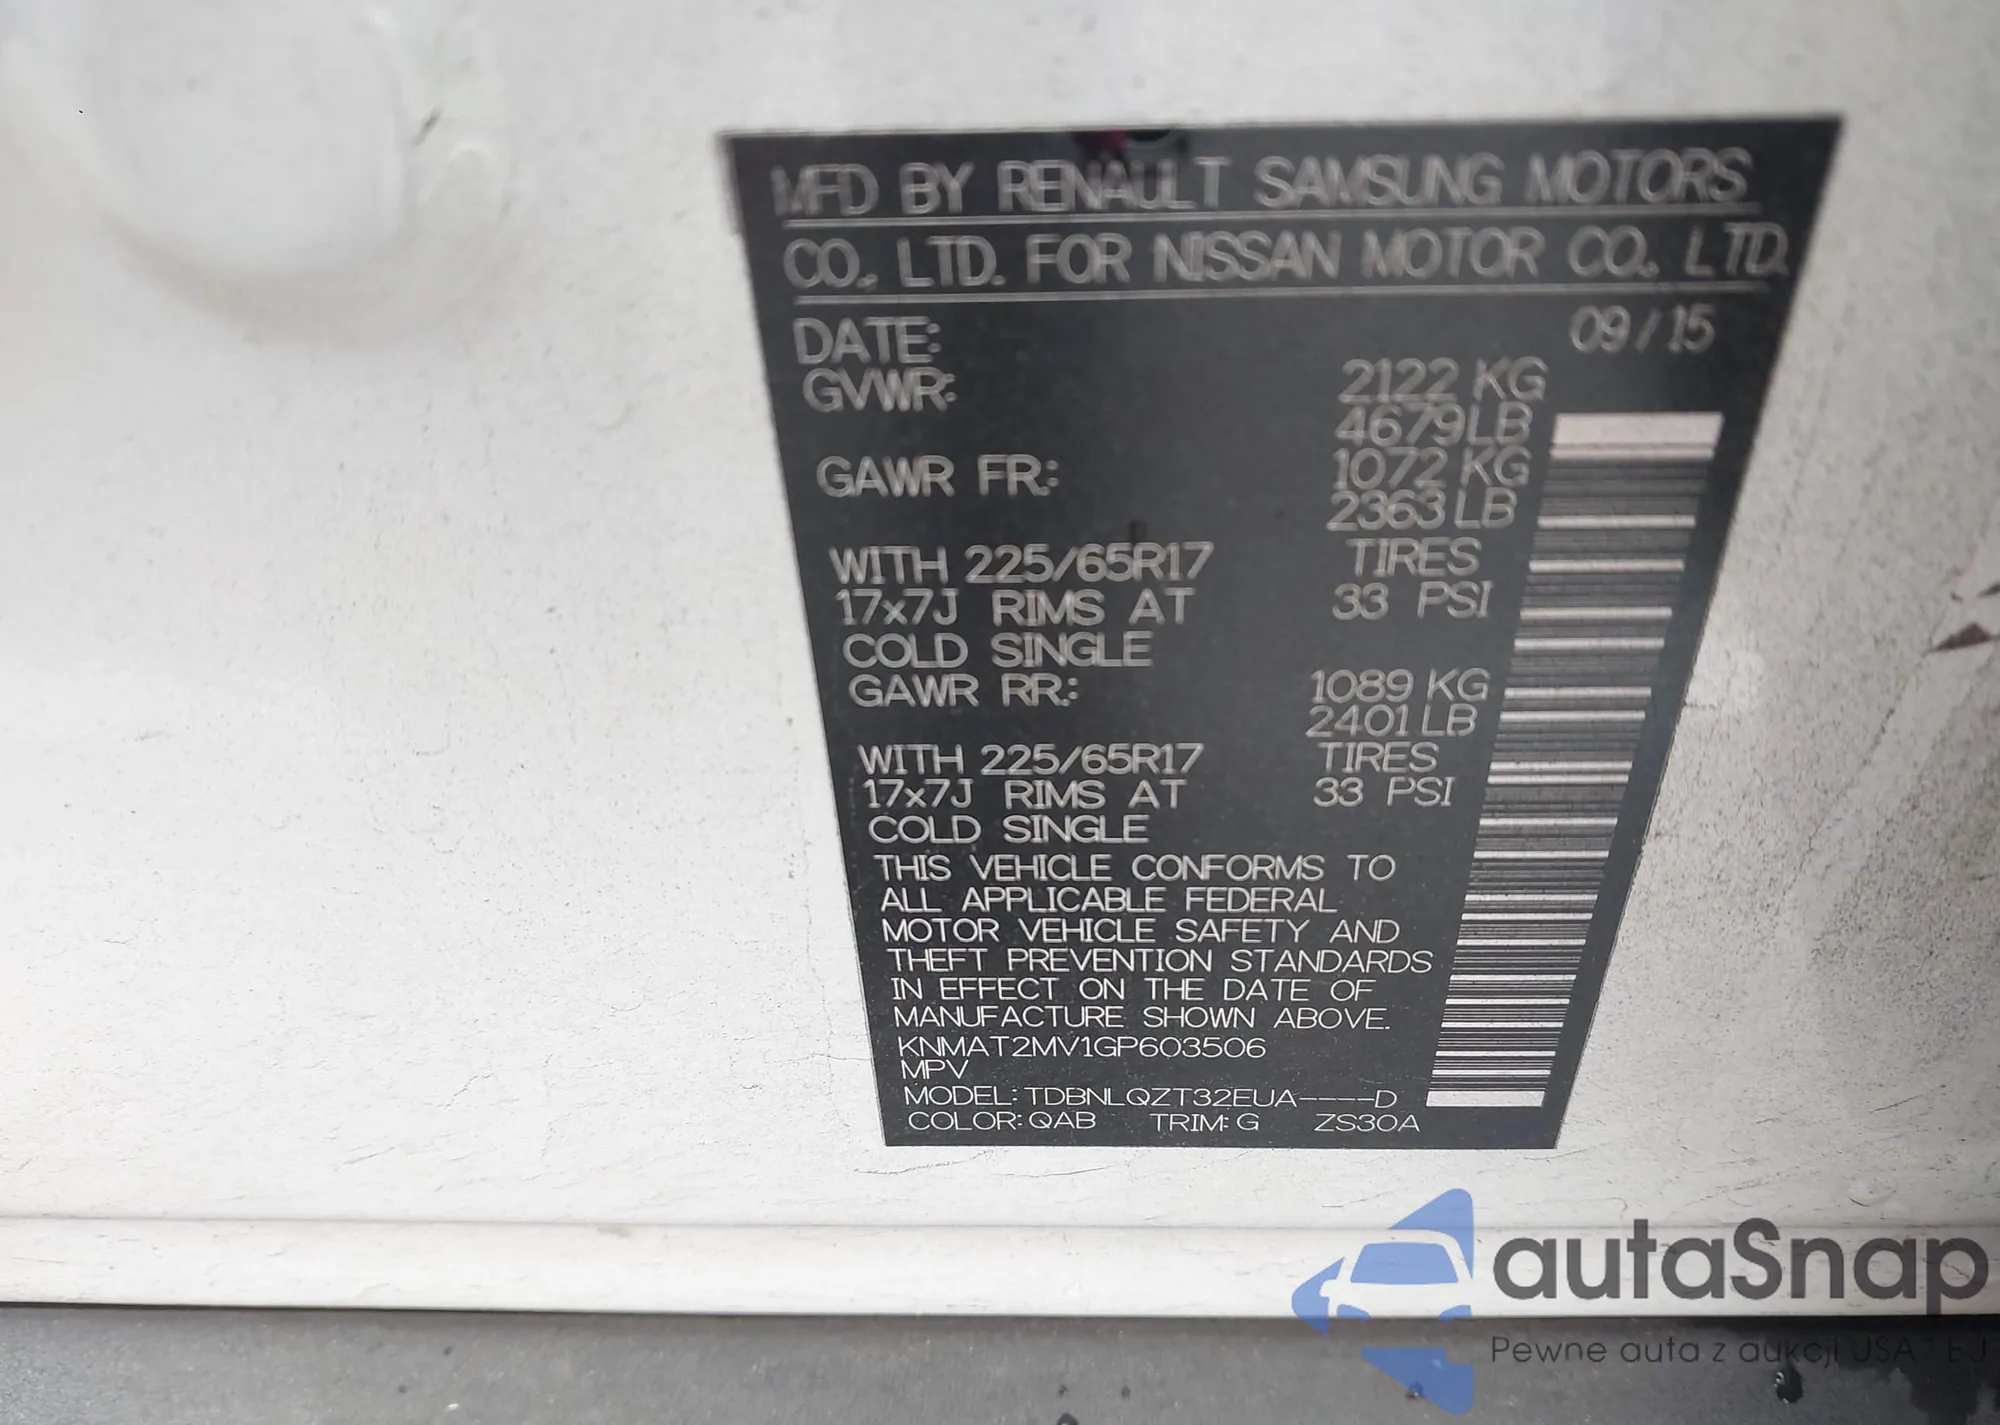 MFD BY RENAULT SAMSUNG MOTORS
CO., LTD. FOR NISSAN MOTOR CO., LTD.
DATE: 09/15
GVWR: 2122 KG
4679 LB
GAWR FR: 1072 KG
2363 LB
WITH 225/65R17 TIRES
17x7J RIMS AT 33 PSI
COLD SINGLE
GAWR RR: 1089 KG
2401 LB
WITH 225/65R17 TIRES
17x7J RIMS AT 33 PSI
COLD SINGLE
THIS VEHICLE CONFORMS TO
ALL APPLICABLE FEDERAL
MOTOR VEHICLE SAFETY AND
THEFT PREVENTION STANDARDS
IN EFFECT ON THE DATE OF
MANUFACTURE SHOWN ABOVE.
KNMAT2MV1GP603506
MPV
MODEL: TDBNLQZT32EUA----D
COLOR: QAB TRIM: G ZS30A
autaSnap
Pewne auta z aukcji USA i EU